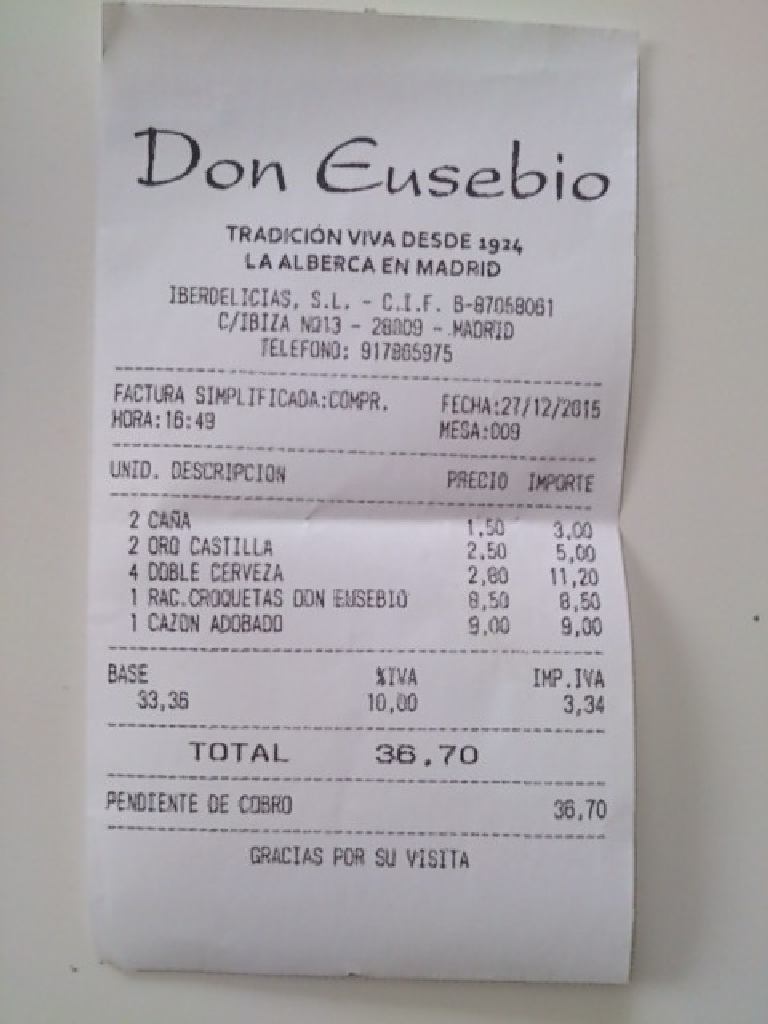 Don Eusebio
TRADICIÓN VIVA DESDE 1924
LA ALBERCA EN MADRID
IBERDELICIAS, S.L. - C.I.F. B-87058061
C/IBIZA Nº13 - 28009 - MADRID
TELEFONO: 917865975
FACTURA SIMPLIFICADA:COMPR. FECHA:27/12/2015
HORA:16:49 MESA:009
UNID. DESCRIPCION PRECIO IMPORTE
2 CAÑA 1,50 3,00
2 ORO CASTILLA 2,50 5,00
4 DOBLE CERVEZA 2,80 11,20
1 RAC.CROQUETAS DON EUSEBIO 8,50 8,50
1 CAZON ADOBADO 9,00 9,00
BASE %IVA IMP.IVA
33,36 10,00 3,34
TOTAL 36,70
PENDIENTE DE COBRO 36,70
GRACIAS POR SU VISITA